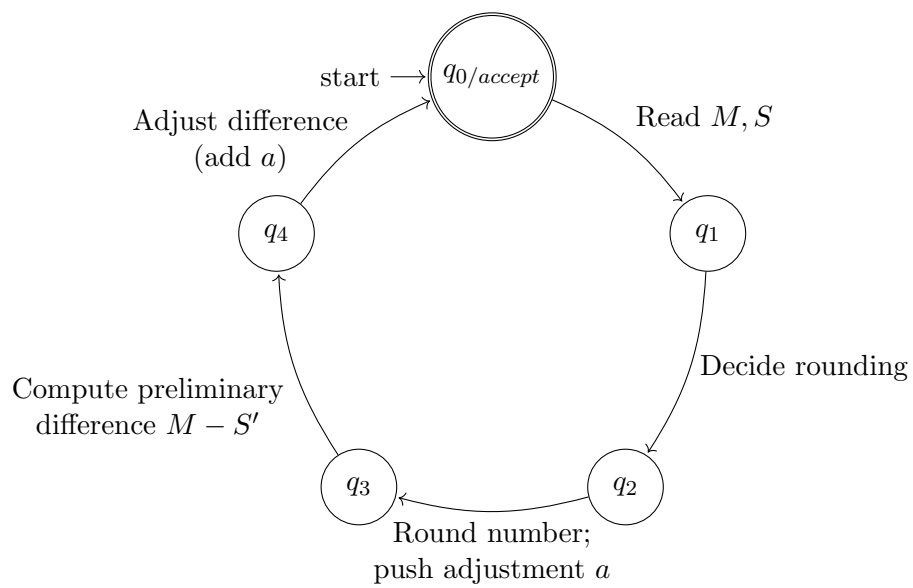 start
q0/accept
Read M, S
Adjust difference
(add a)
q4
q1
Decide rounding
Compute preliminary
difference M − S′
q3
q2
Round number;
push adjustment a